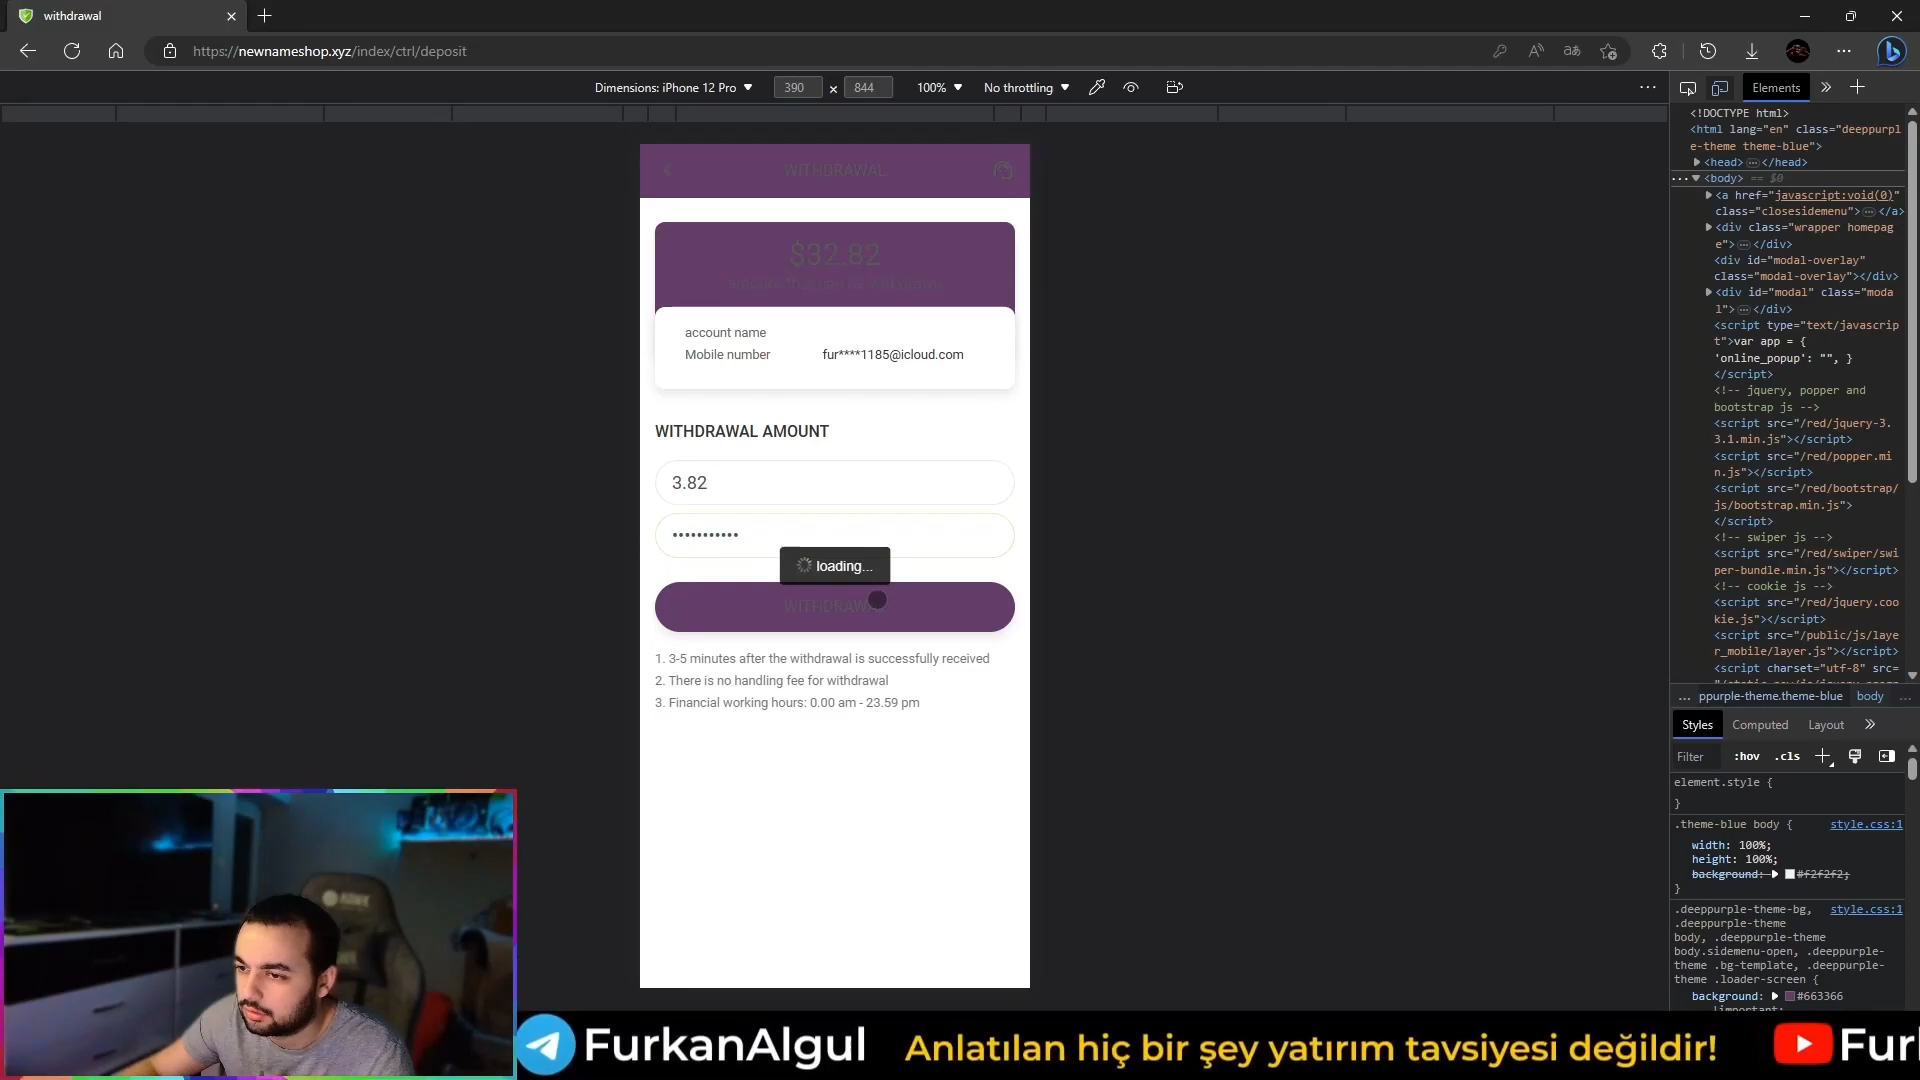 withdrawal
https://newnameshop.xyz/index/ctrl/deposit
Dimensions: iPhone 12 Pro
390 × 844
100%
No throttling
Elements
WITHDRAWAL
$32.82
amount that can be withdrawn
account name
Mobile number fur****1185@icloud.com
WITHDRAWAL AMOUNT
3.82
•••••••••••
loading...
WITHDRAWAL
1. 3-5 minutes after the withdrawal is successfully received
2. There is no handling fee for withdrawal
3. Financial working hours: 0.00 am - 23.59 pm
<!DOCTYPE html>
<html lang="en" class="deeppurpl
e-theme theme-blue">
<head> … </head>
… <body> == $0
<a href="javascript:void(0)"
class="closesidemenu"> … </a>
<div class="wrapper homepag
e"> … </div>
<div id="modal-overlay"
class="modal-overlay"></div>
<div id="modal" class="moda
l"> … </div>
<script type="text/javascrip
t">var app = {
'online_popup': "", }
</script>
<!-- jquery, popper and
bootstrap js -->
<script src="/red/jquery-3.
3.1.min.js"></script>
<script src="/red/popper.mi
n.js"></script>
<script src="/red/bootstrap/
js/bootstrap.min.js">
</script>
<!-- swiper js -->
<script src="/red/swiper/swi
per-bundle.min.js"></script>
<!-- cookie js -->
<script src="/red/jquery.coo
kie.js"></script>
<script src="/public/js/laye
r_mobile/layer.js"></script>
<script charset="utf-8" src=
… ppurple-theme.theme-blue body …
Styles Computed Layout
Filter :hov .cls
element.style {
}
.theme-blue body { style.css:1
width: 100%;
height: 100%;
background: #f2f2f2;
}
.deeppurple-theme-bg, style.css:1
.deeppurple-theme
body, .deeppurple-theme
body.sidemenu-open, .deeppurple-
theme .bg-template, .deeppurple-
theme .loader-screen {
background: #663366
!important;
FurkanAlgul Anlatılan hiç bir şey yatırım tavsiyesi değildir! Fur